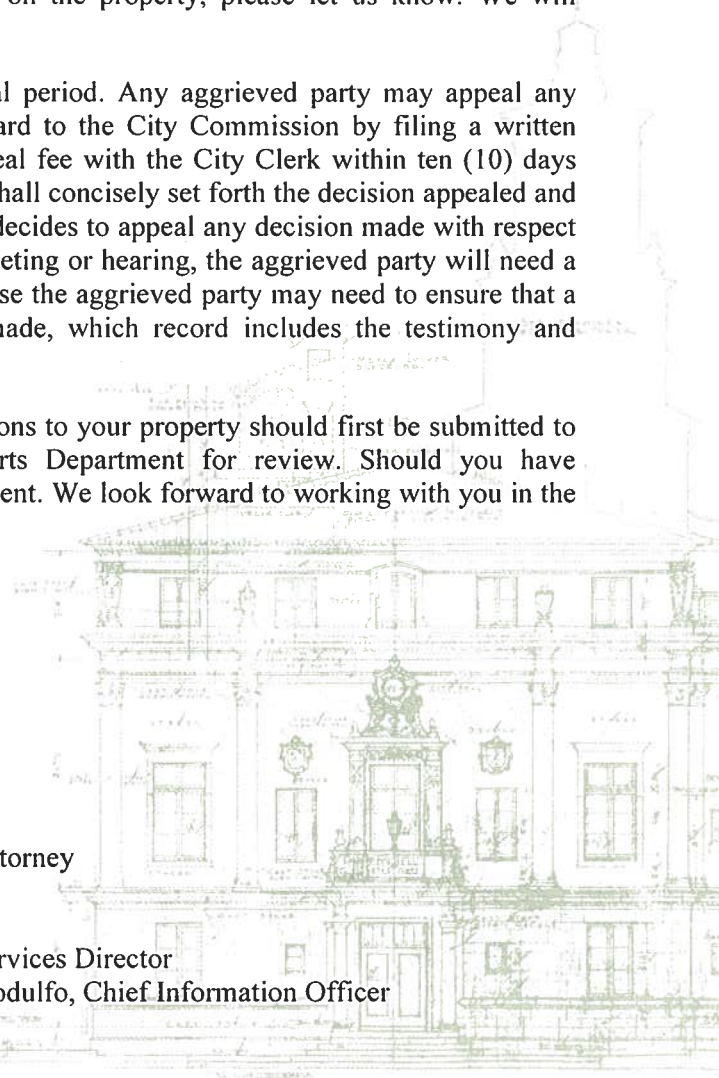 on the property, please let us know. We will
al period. Any aggrieved party may appeal any
ard to the City Commission by filing a written
eal fee with the City Clerk within ten (10) days
hall concisely set forth the decision appealed and
decides to appeal any decision made with respect
eeting or hearing, the aggrieved party will need a
se the aggrieved party may need to ensure that a
nade, which record includes the testimony and
ons to your property should first be submitted to
rts Department for review. Should you have
ent. We look forward to working with you in the
torney
rvices Director
odulfo, Chief Information Officer